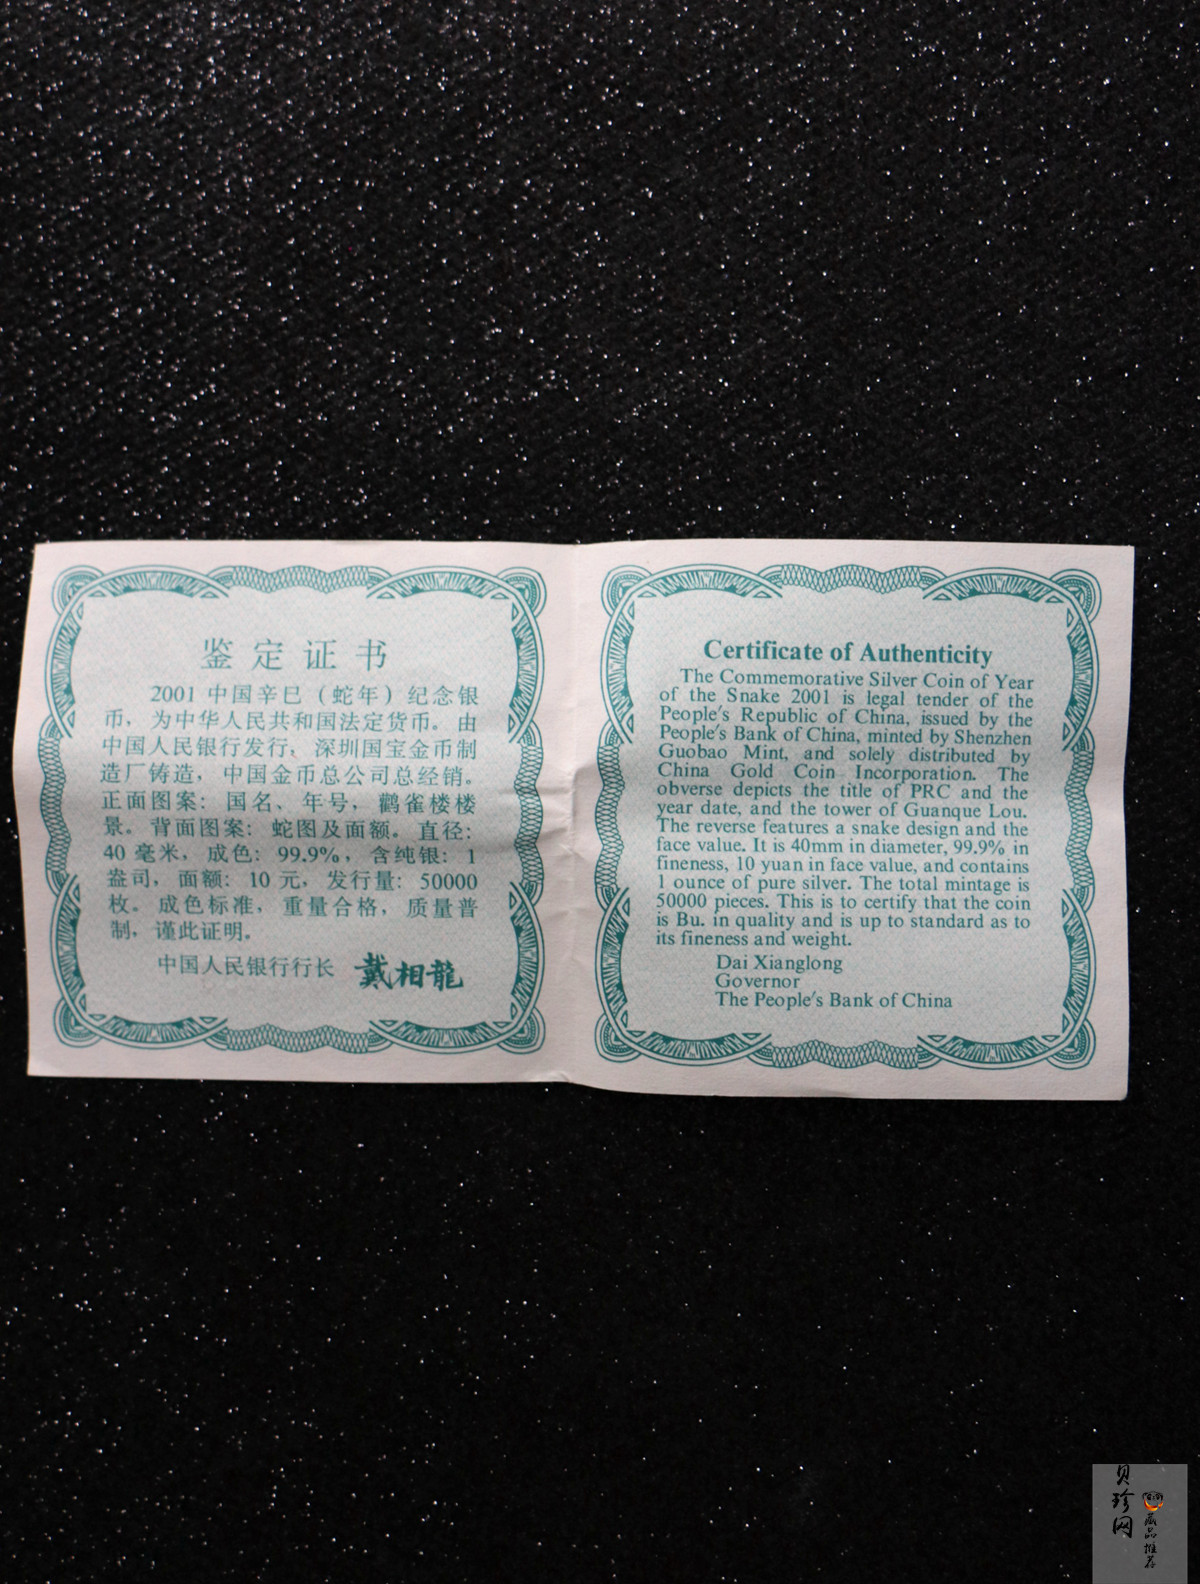 鉴定证书
2001 中国辛巳（蛇年）纪念银
币，为中华人民共和国法定货币。由
中国人民银行发行、深圳国宝金币制
造厂铸造，中国金币总公司总经销。
正面图案：国名、年号，鹳雀楼楼
景。背面图案：蛇图及面额。直径：
40 毫米，成色：99.9%，含纯银：1
盎司，面额：10 元，发行量：50000
枚。成色标准，重量合格，质量普
制，谨此证明。
中国人民银行行长 戴相龍
Certificate of Authenticity
The Commemorative Silver Coin of Year
of the Snake 2001 is legal tender of the
People's Republic of China, issued by the
People's Bank of China, minted by Shenzhen
Guobao Mint, and solely distributed by
China Gold Coin Incorporation. The
obverse depicts the title of PRC and the
year date, and the tower of Guanque Lou.
The reverse features a snake design and the
face value. It is 40mm in diameter, 99.9% in
fineness, 10 yuan in face value, and contains
1 ounce of pure silver. The total mintage is
50000 pieces. This is to certify that the coin
is Bu. in quality and is up to standard as to
its fineness and weight.
Dai Xianglong
Governor
The People's Bank of China
贝珍网
藏品推荐